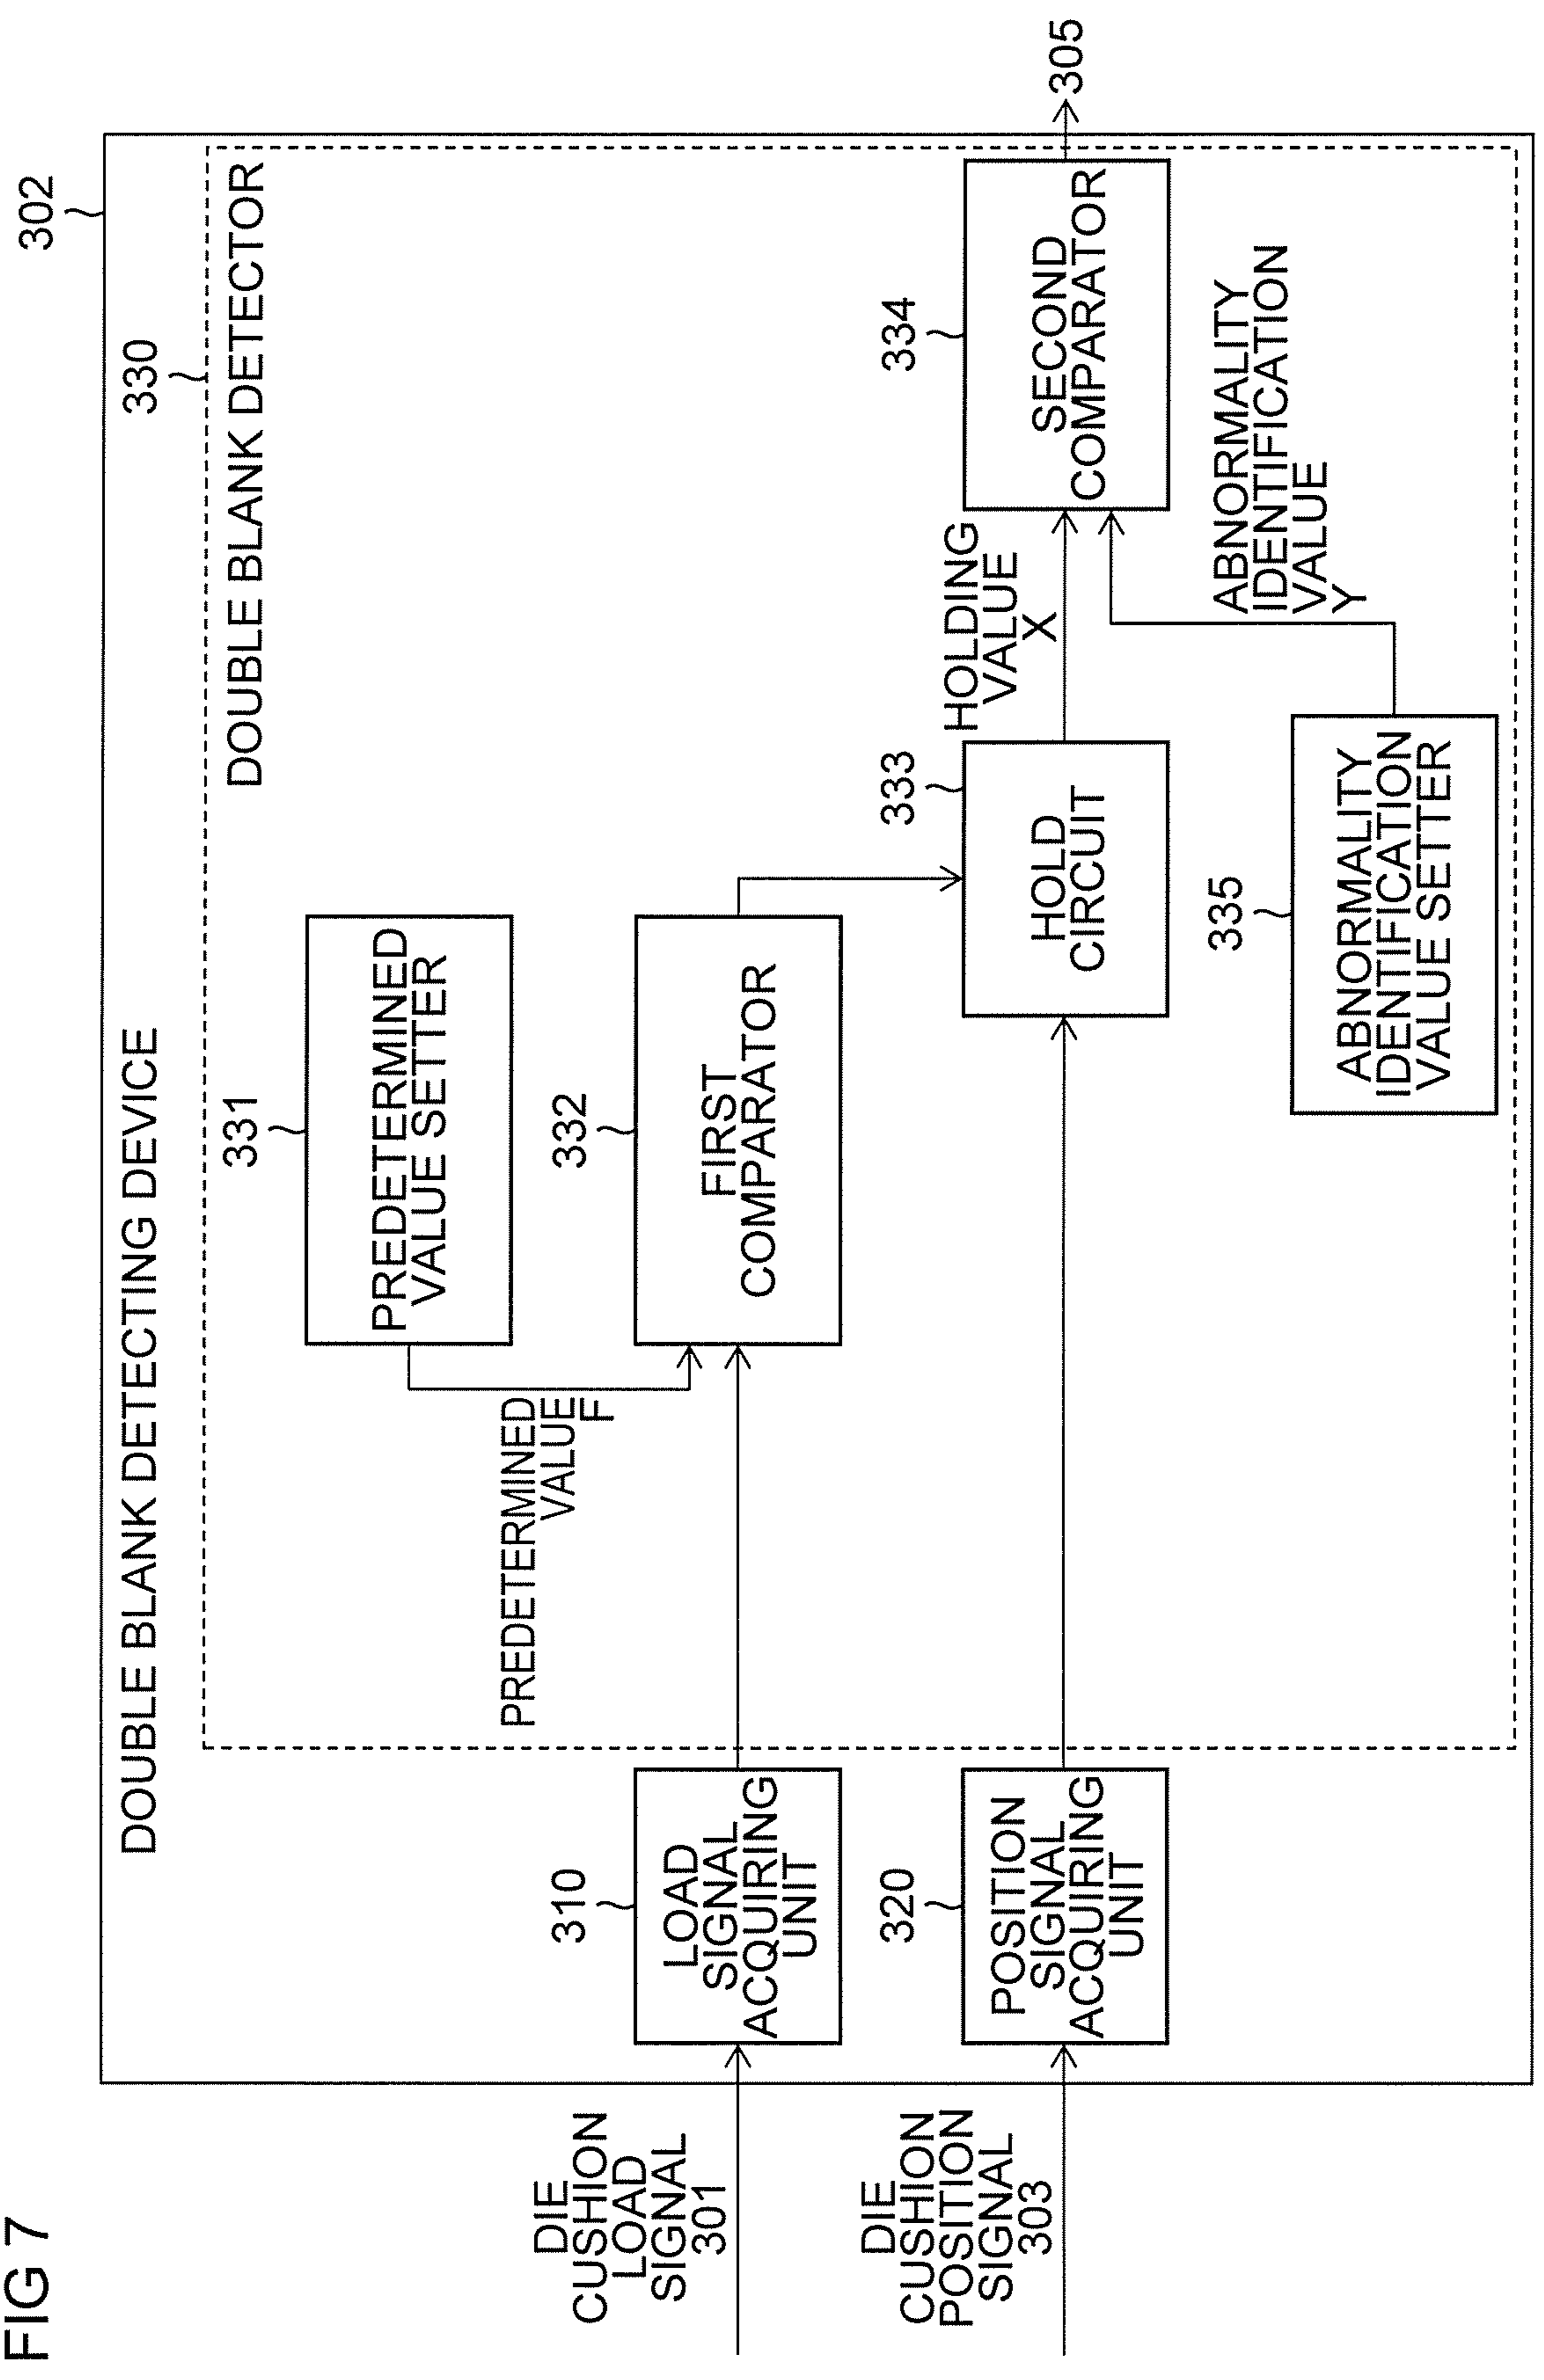 FIG 7
302
DOUBLE BLANK DETECTING DEVICE
330
DOUBLE BLANK DETECTOR
331
PREDETERMINED
VALUE SETTER
PREDETERMINED
VALUE
F
DIE
CUSHION
LOAD
SIGNAL
301
310
LOAD
SIGNAL
ACQUIRING
UNIT
332
FIRST
COMPARATOR
DIE
CUSHION
POSITION
SIGNAL
303
320
POSITION
SIGNAL
ACQUIRING
UNIT
333
HOLD
CIRCUIT
HOLDING
VALUE
X
334
SECOND
COMPARATOR
305
335
ABNORMALITY
IDENTIFICATION
VALUE SETTER
ABNORMALITY
IDENTIFICATION
VALUE
Y